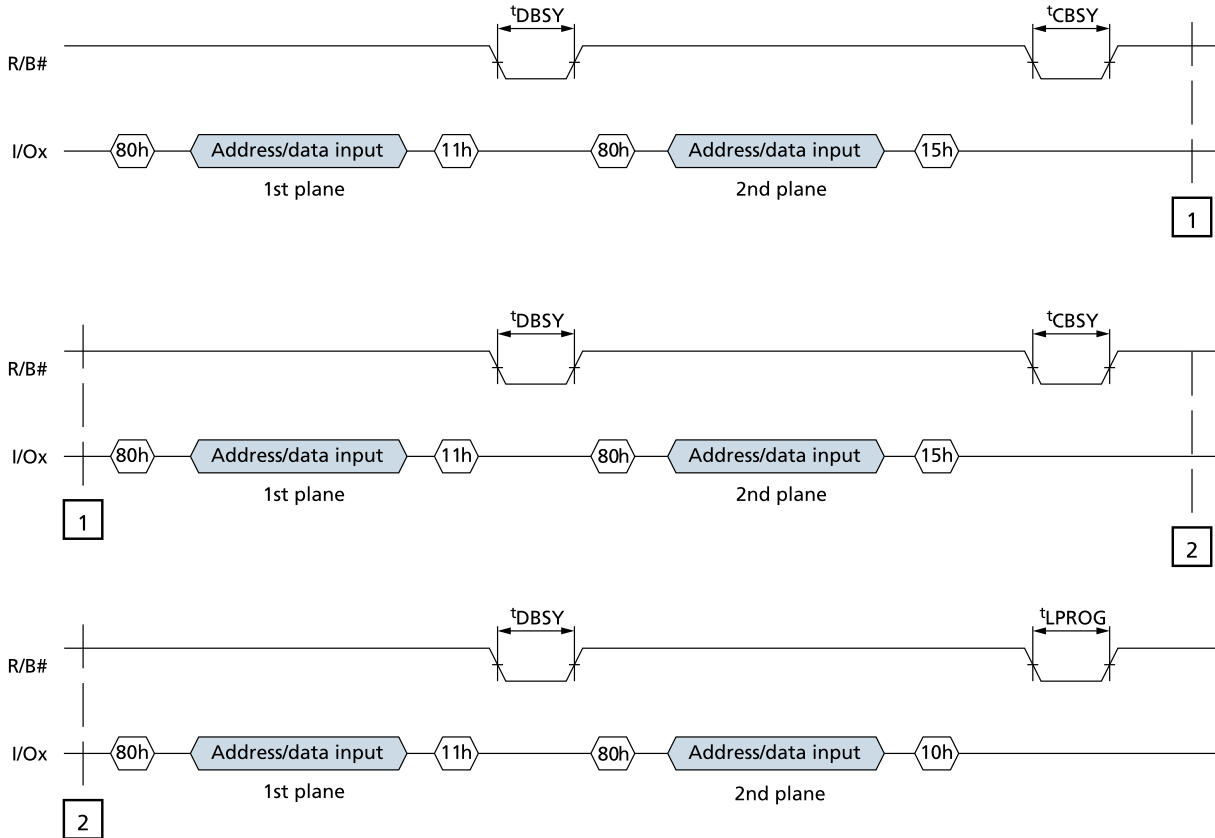 tDBSY tCBSY
R/B#
I/Ox 80h Address/data input 11h 80h Address/data input 15h
1st plane 2nd plane
1
tDBSY tCBSY
R/B#
I/Ox 80h Address/data input 11h 80h Address/data input 15h
1st plane 2nd plane
1
2
tDBSY tLPROG
R/B#
I/Ox 80h Address/data input 11h 80h Address/data input 10h
1st plane 2nd plane
2